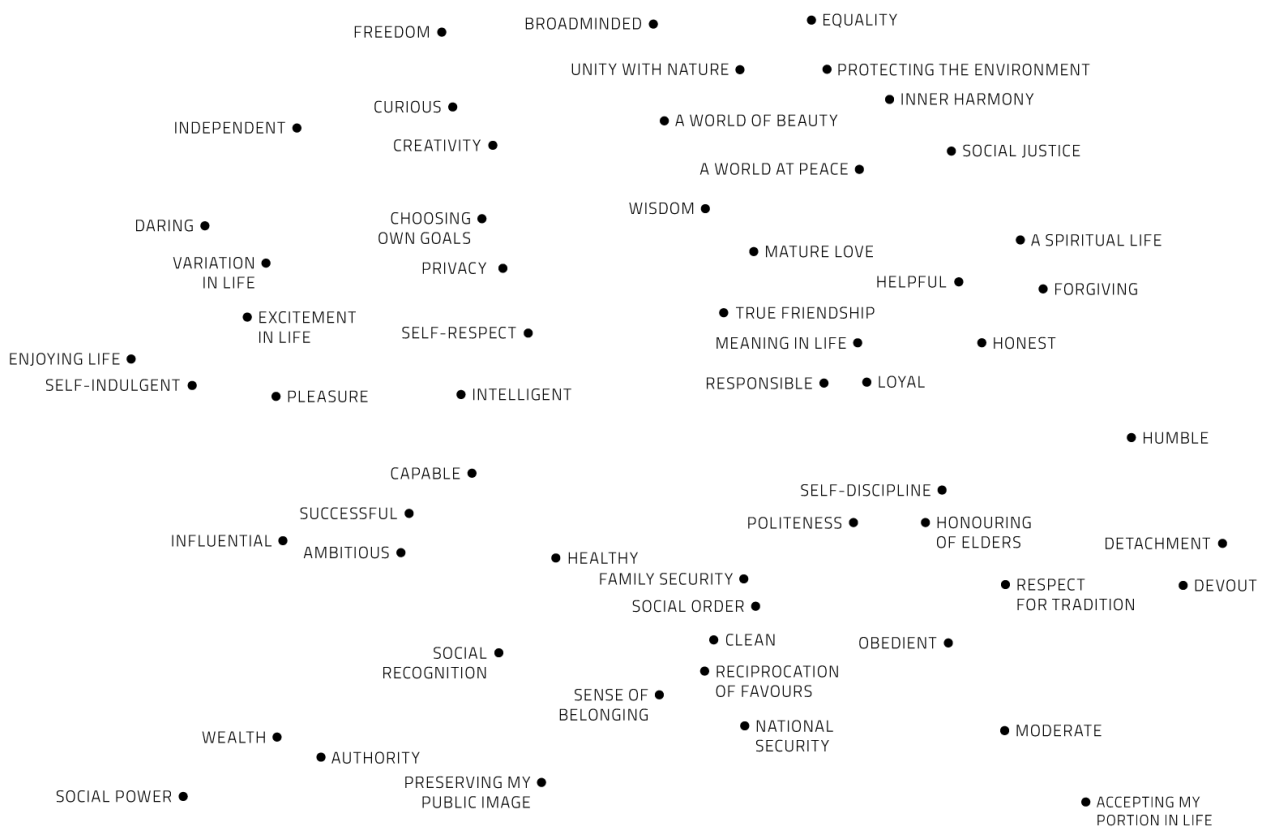 EQUALITY
BROADMINDED
FREEDOM
UNITY WITH NATURE
PROTECTING THE ENVIRONMENT
INNER HARMONY
CURIOUS
A WORLD OF BEAUTY
INDEPENDENT
CREATIVITY
SOCIAL JUSTICE
A WORLD AT PEACE
WISDOM
CHOOSING
OWN GOALS
DARING
A SPIRITUAL LIFE
MATURE LOVE
VARIATION
IN LIFE
PRIVACY
HELPFUL
FORGIVING
TRUE FRIENDSHIP
EXCITEMENT
IN LIFE
SELF-RESPECT
MEANING IN LIFE
HONEST
ENJOYING LIFE
SELF-INDULGENT
RESPONSIBLE
LOYAL
PLEASURE
INTELLIGENT
HUMBLE
CAPABLE
SELF-DISCIPLINE
SUCCESSFUL
POLITENESS
HONOURING
OF ELDERS
INFLUENTIAL
DETACHMENT
AMBITIOUS
HEALTHY
FAMILY SECURITY
RESPECT
FOR TRADITION
DEVOUT
SOCIAL ORDER
CLEAN
OBEDIENT
SOCIAL
RECOGNITION
RECIPROCATION
OF FAVOURS
SENSE OF
BELONGING
NATIONAL
SECURITY
MODERATE
WEALTH
AUTHORITY
PRESERVING MY
PUBLIC IMAGE
SOCIAL POWER
ACCEPTING MY
PORTION IN LIFE